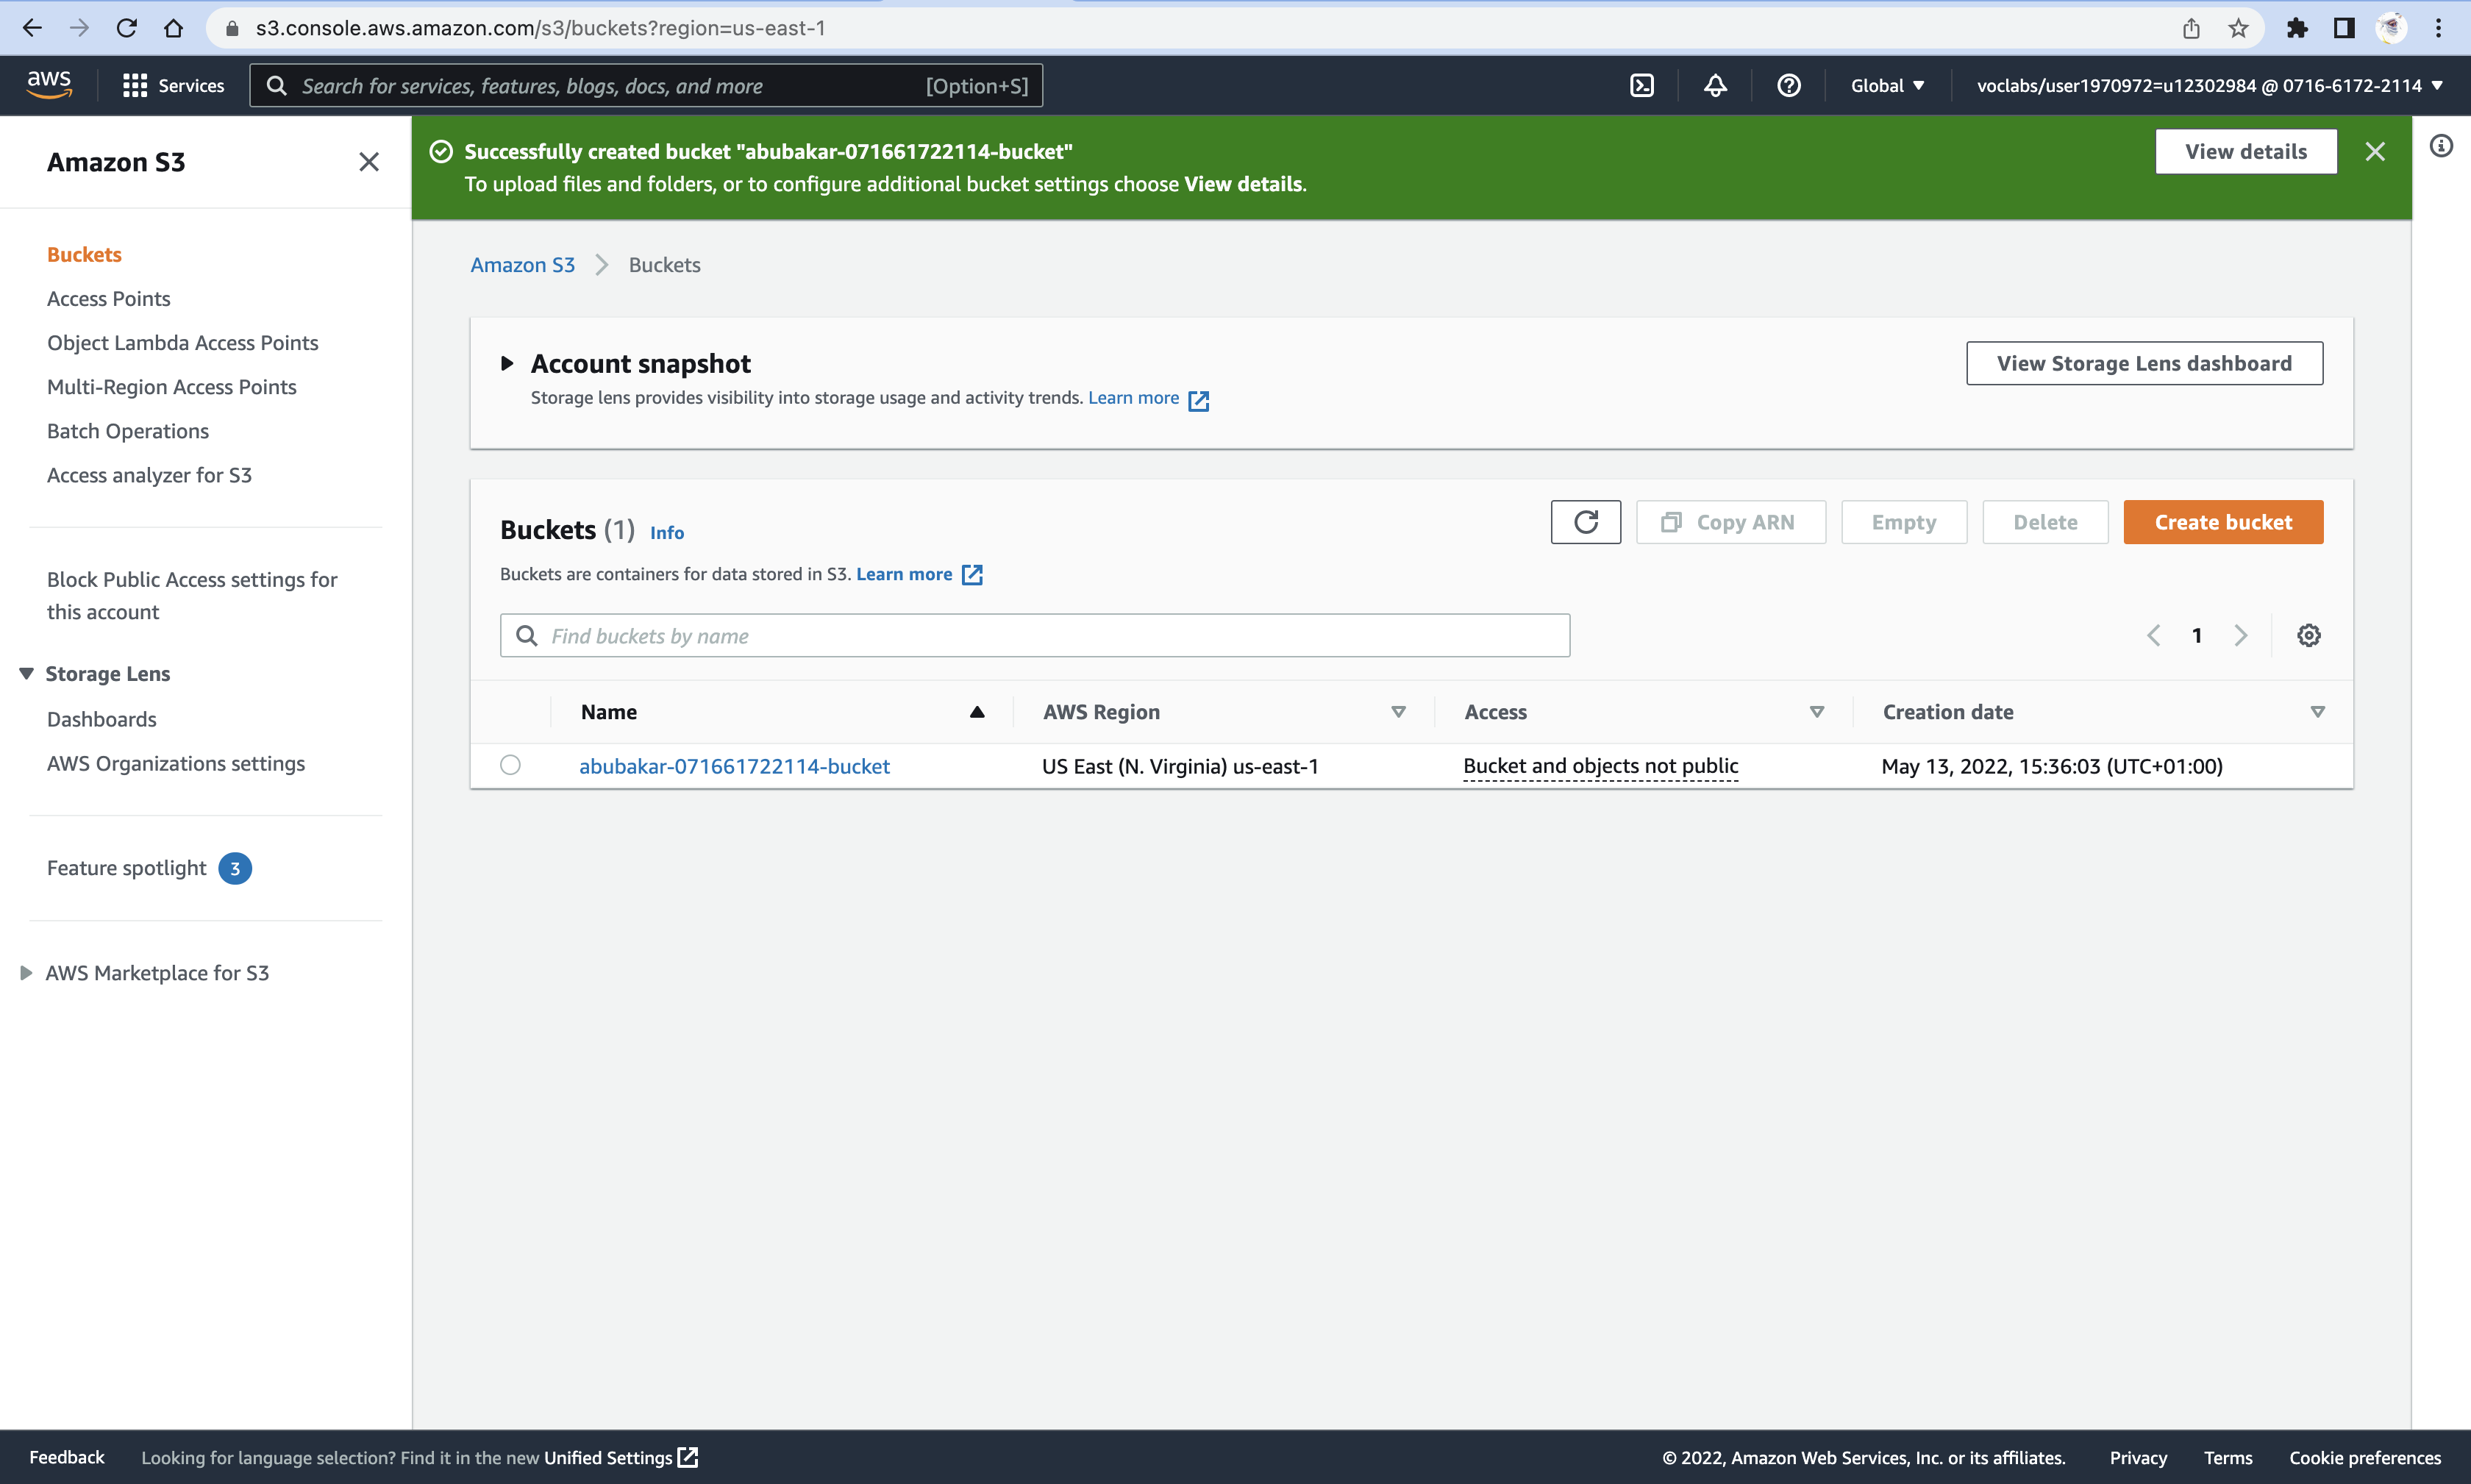 s3.console.aws.amazon.com/s3/buckets?region=us-east-1
aws
Services
Search for services, features, blogs, docs, and more
[Option+S]
Global
voclabs/user1970972=u12302984 @ 0716-6172-2114
Amazon S3
Buckets
Access Points
Object Lambda Access Points
Multi-Region Access Points
Batch Operations
Access analyzer for S3
Block Public Access settings for
this account
Storage Lens
Dashboards
AWS Organizations settings
Feature spotlight 3
AWS Marketplace for S3
Successfully created bucket "abubakar-071661722114-bucket"
To upload files and folders, or to configure additional bucket settings choose View details.
View details
Amazon S3
Buckets
Account snapshot
Storage lens provides visibility into storage usage and activity trends. Learn more
View Storage Lens dashboard
Buckets (1) Info
Buckets are containers for data stored in S3. Learn more
Copy ARN
Empty
Delete
Create bucket
Find buckets by name
1
Name
AWS Region
Access
Creation date
abubakar-071661722114-bucket
US East (N. Virginia) us-east-1
Bucket and objects not public
May 13, 2022, 15:36:03 (UTC+01:00)
Feedback
Looking for language selection? Find it in the new Unified Settings
© 2022, Amazon Web Services, Inc. or its affiliates.
Privacy
Terms
Cookie preferences